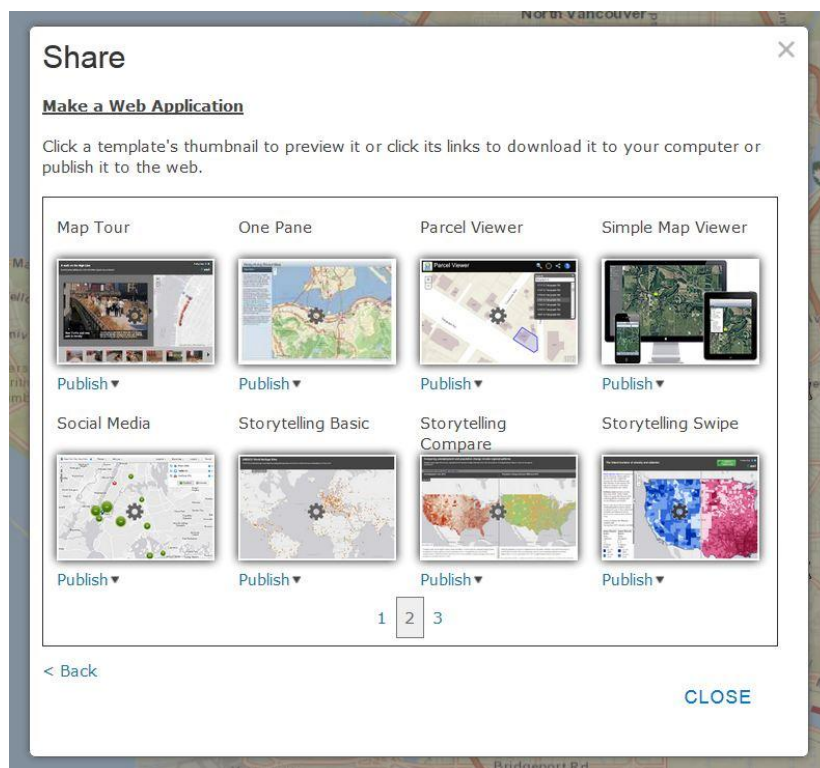 North Vancouver
Share
×
Make a Web Application
Click a template's thumbnail to preview it or click its links to download it to your computer or
publish it to the web.
Map Tour
One Pane
Parcel Viewer
Simple Map Viewer
Parcel Viewer
Publish▼
Publish▼
Publish▼
Publish▼
Social Media
Storytelling Basic
Storytelling
Compare
Storytelling Swipe
Publish▼
Publish▼
Publish▼
Publish▼
1 2 3
< Back
CLOSE
Bridgeport Rd